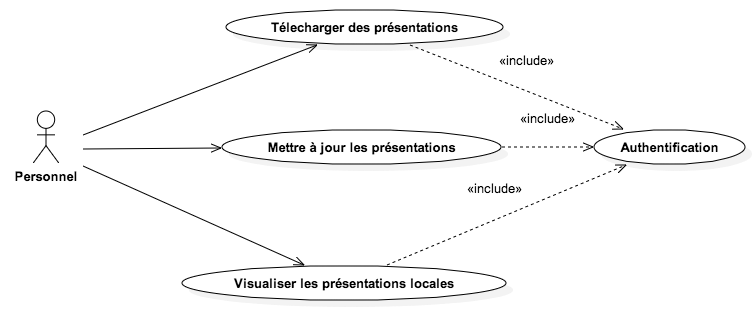 Télecharger des présentations
«include»
«include»
Mettre à jour les présentations
Authentification
Personnel
«include»
Visualiser les présentations locales